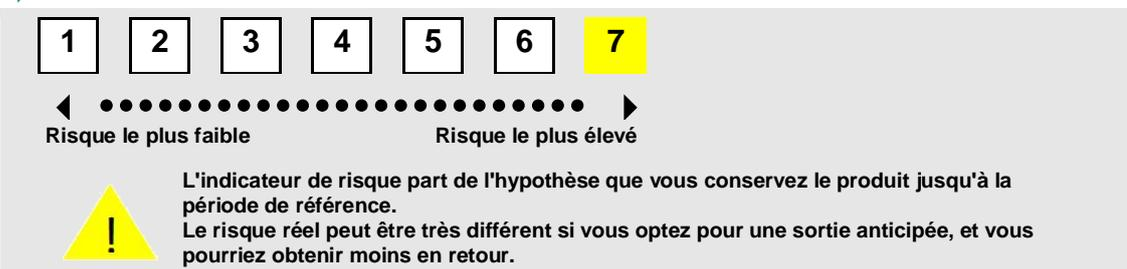 1 2 3 4 5 6 7
Risque le plus faible Risque le plus élevé
L'indicateur de risque part de l'hypothèse que vous conservez le produit jusqu'à la
période de référence.
! Le risque réel peut être très différent si vous optez pour une sortie anticipée, et vous
pourriez obtenir moins en retour.